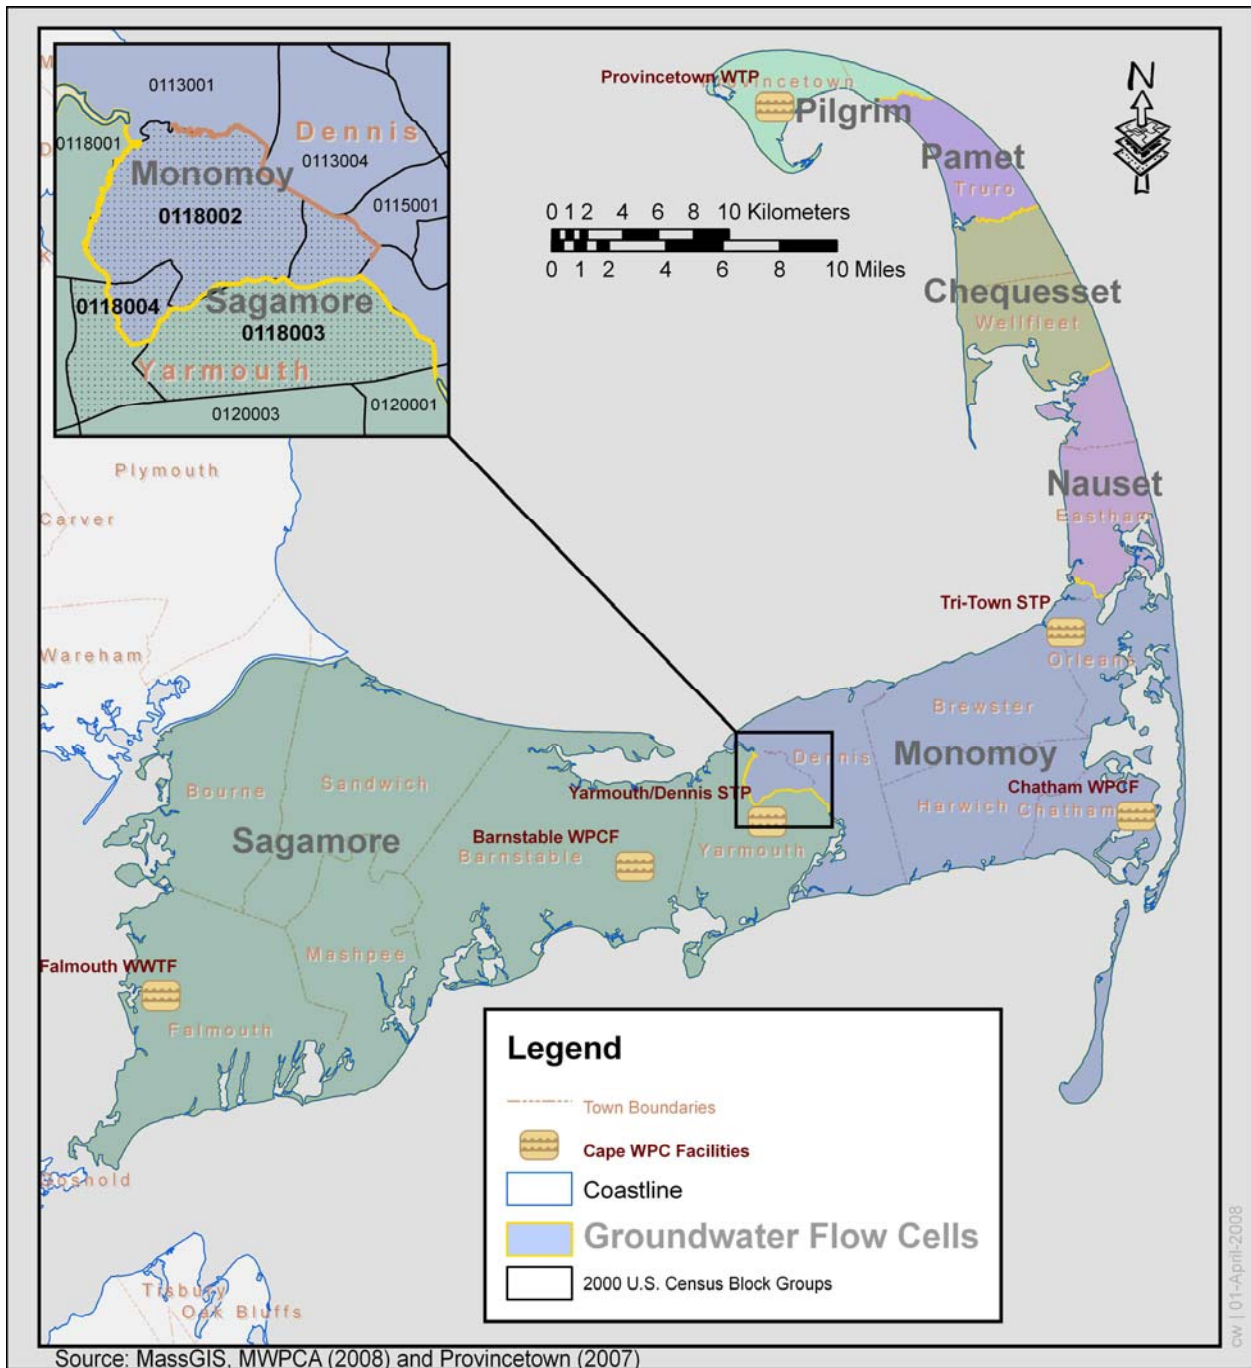 0113001
Dennis
0113004
0118001
Monomoy
0118002
0115001
0118004
Sagamore
0118003
Yarmouth
0120003
0120001
M
D
K
Provincetown WTP
Provincetown
Pilgrim
N
Pamet
Truro
0 1 2 4 6 8 10 Kilometers
0 1 2 4 6 8 10 Miles
Chequesset
Wellfleet
Nauset
Eastham
Plymouth
Carver
Wareham
Tri-Town STP
Orleans
Brewster
Dennis
Monomoy
Harwich
Chatham WPCF
Chatham
Bourne
Sandwich
Sagamore
Yarmouth/Dennis STP
Barnstable WPCF
Barnstable
Yarmouth
Mashpee
Falmouth WWTF
Falmouth
Gosnold
Tisbury
Oak Bluffs
Legend
Town Boundaries
Cape WPC Facilities
Coastline
Groundwater Flow Cells
2000 U.S. Census Block Groups
cw | 01-April-2008
Source: MassGIS, MWPCA (2008) and Provincetown (2007)